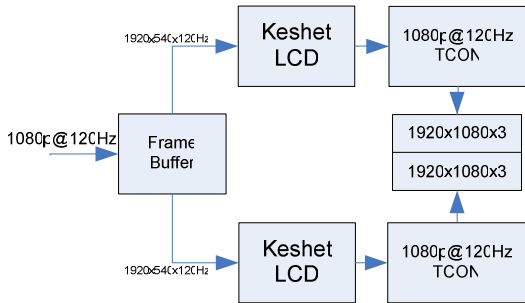 1920x540x120Hz
Keshet
LCD
1080p@120Hz
TCON
1080p@120Hz
Frame
Buffer
1920x1080x3
1920x1080x3
1920x540x120Hz
Keshet
LCD
1080p@120Hz
TCON